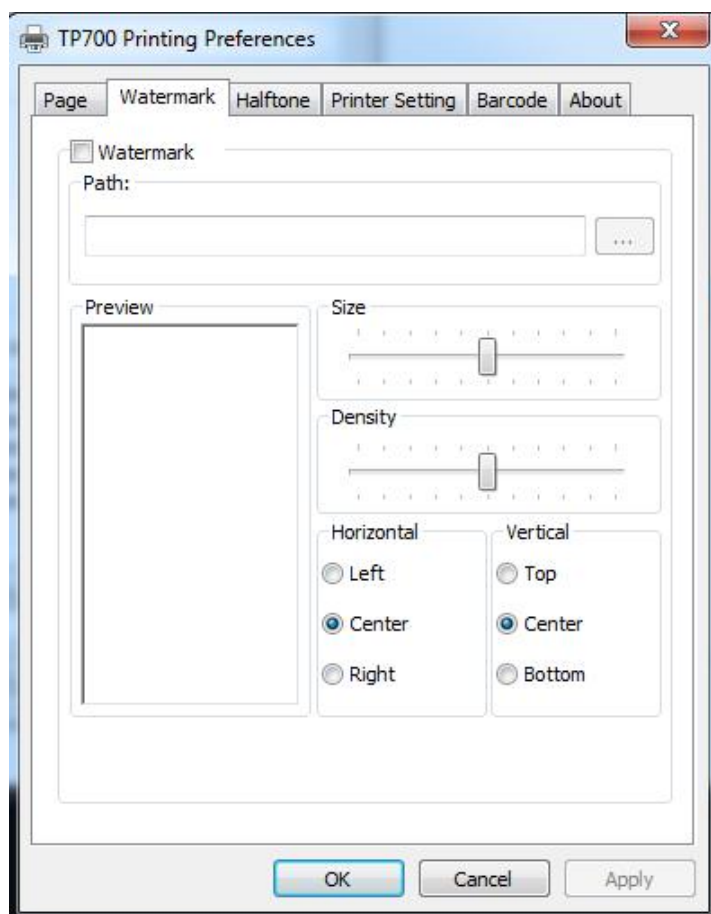 TP700 Printing Preferences
Page Watermark Halftone Printer Setting Barcode About
Watermark
Path:
...
Preview
Size
Density
Horizontal Vertical
Left Top
Center Center
Right Bottom
OK Cancel Apply